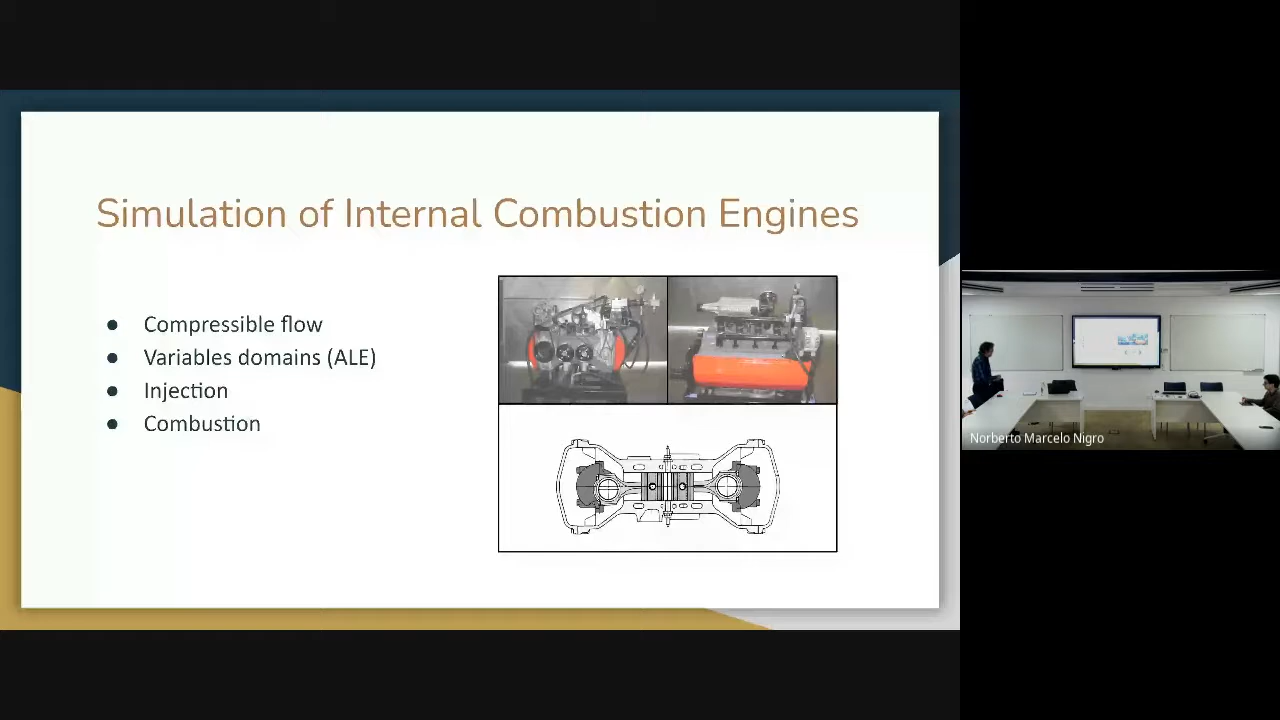 Simulation of Internal Combustion Engines
● Compressible flow
● Variables domains (ALE)
● Injection
● Combustion
Norberto Marcelo Nigro